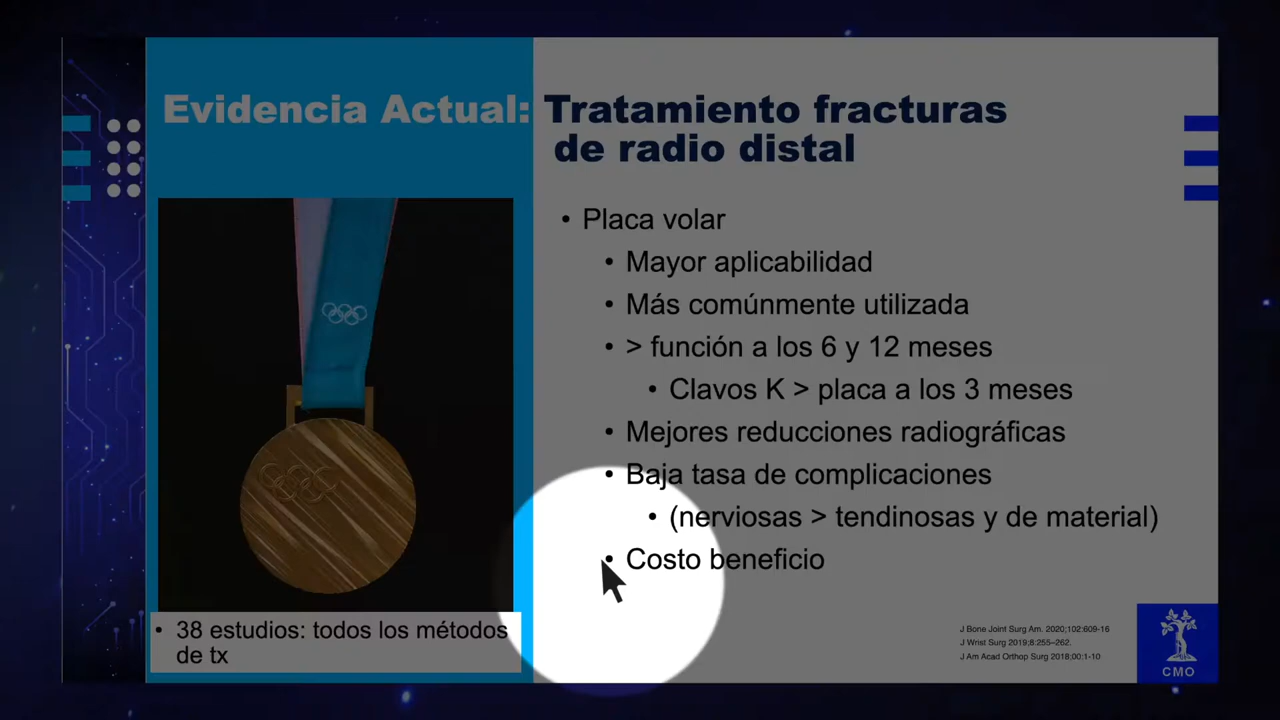 Evidencia Actual: Tratamiento fracturas
de radio distal
• Placa volar
• Mayor aplicabilidad
• Más comúnmente utilizada
• > función a los 6 y 12 meses
• Clavos K > placa a los 3 meses
• Mejores reducciones radiográficas
• Baja tasa de complicaciones
• (nerviosas > tendinosas y de material)
• Costo beneficio
• 38 estudios: todos los métodos
de tx
J Bone Joint Surg Am. 2020;102:609-16
J Wrist Surg 2019;8:255–262.
J Am Acad Orthop Surg 2018;00:1-10
CMO